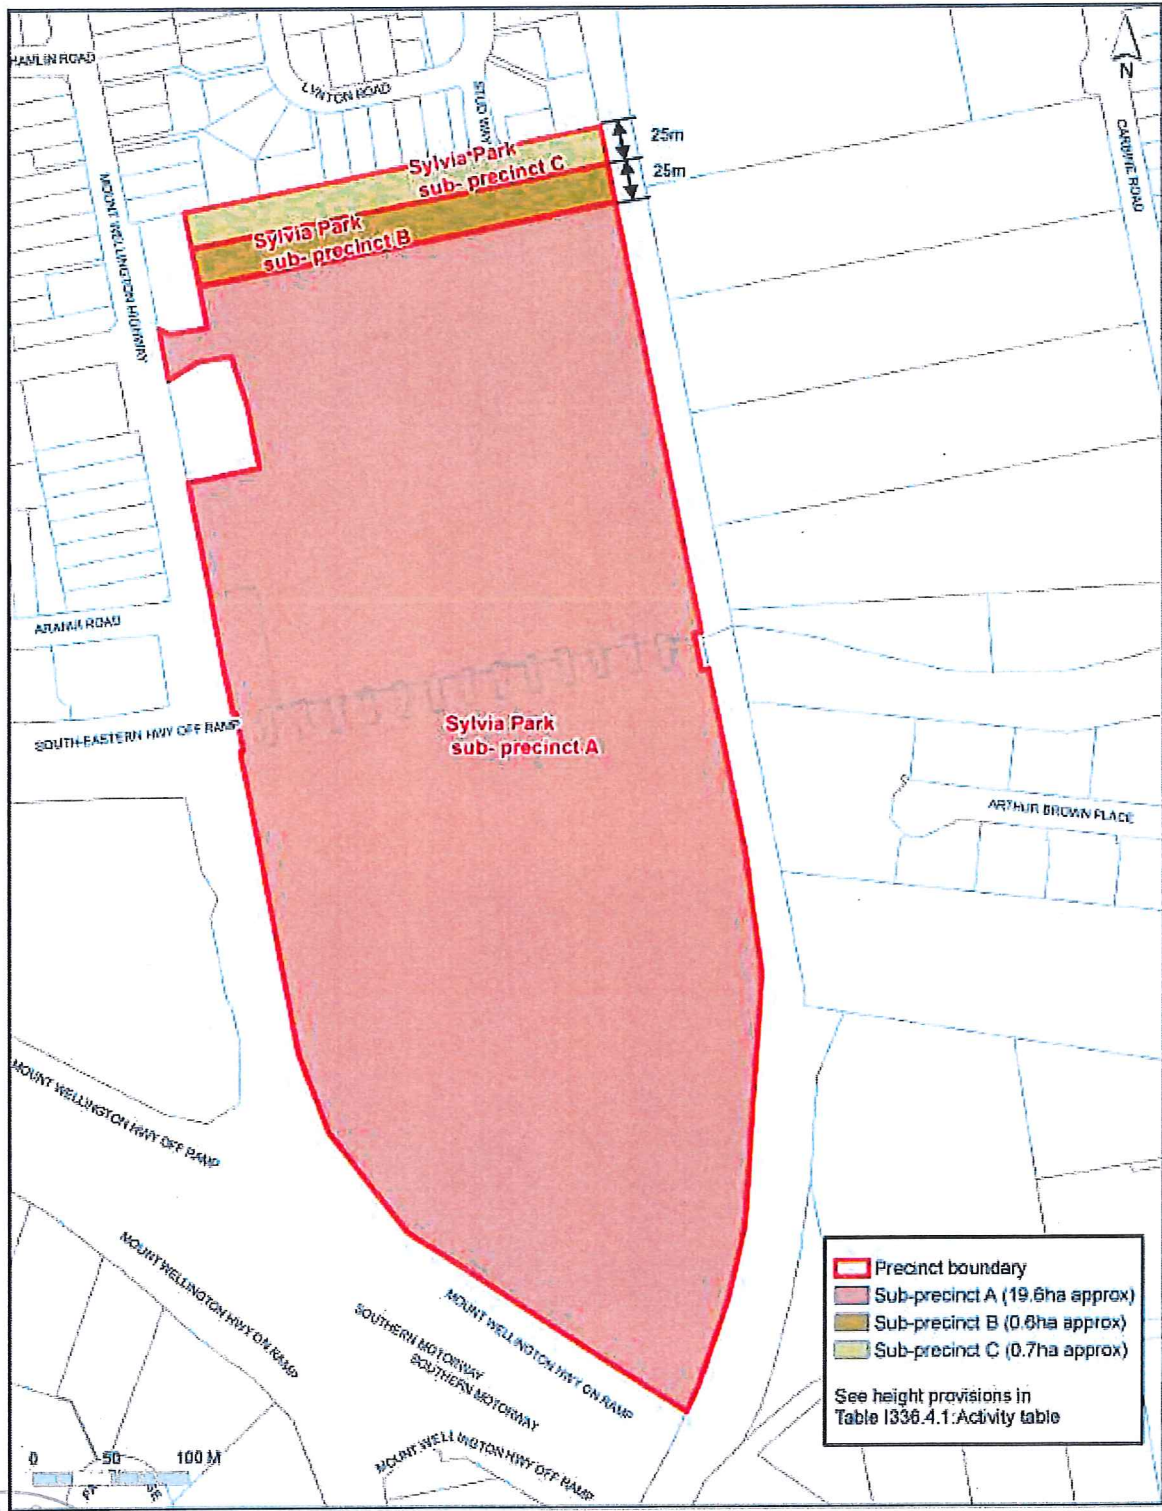 HAMLIN ROAD
LYNTON ROAD
STUD WAY
N
CARBINE ROAD
25m
25m
Sylvia Park
sub- precinct C
Sylvia Park
sub- precinct B
MOUNT WELLINGTON HIGHWAY
ARANUI ROAD
SOUTH-EASTERN HWY OFF RAMP
Sylvia Park
sub- precinct A
ARTHUR BROWN PLACE
MOUNT WELLINGTON HWY OFF RAMP
MOUNT WELLINGTON HWY ON RAMP
SOUTHERN MOTORWAY
SOUTHERN MOTORWAY
MOUNT WELLINGTON HWY ON RAMP
MOUNT WELLINGTON HWY OFF RAMP
Precinct boundary
Sub-precinct A (19.6ha approx)
Sub-precinct B (0.6ha approx)
Sub-precinct C (0.7ha approx)
See height provisions in
Table I336.4.1:Activity table
0 50 100 M